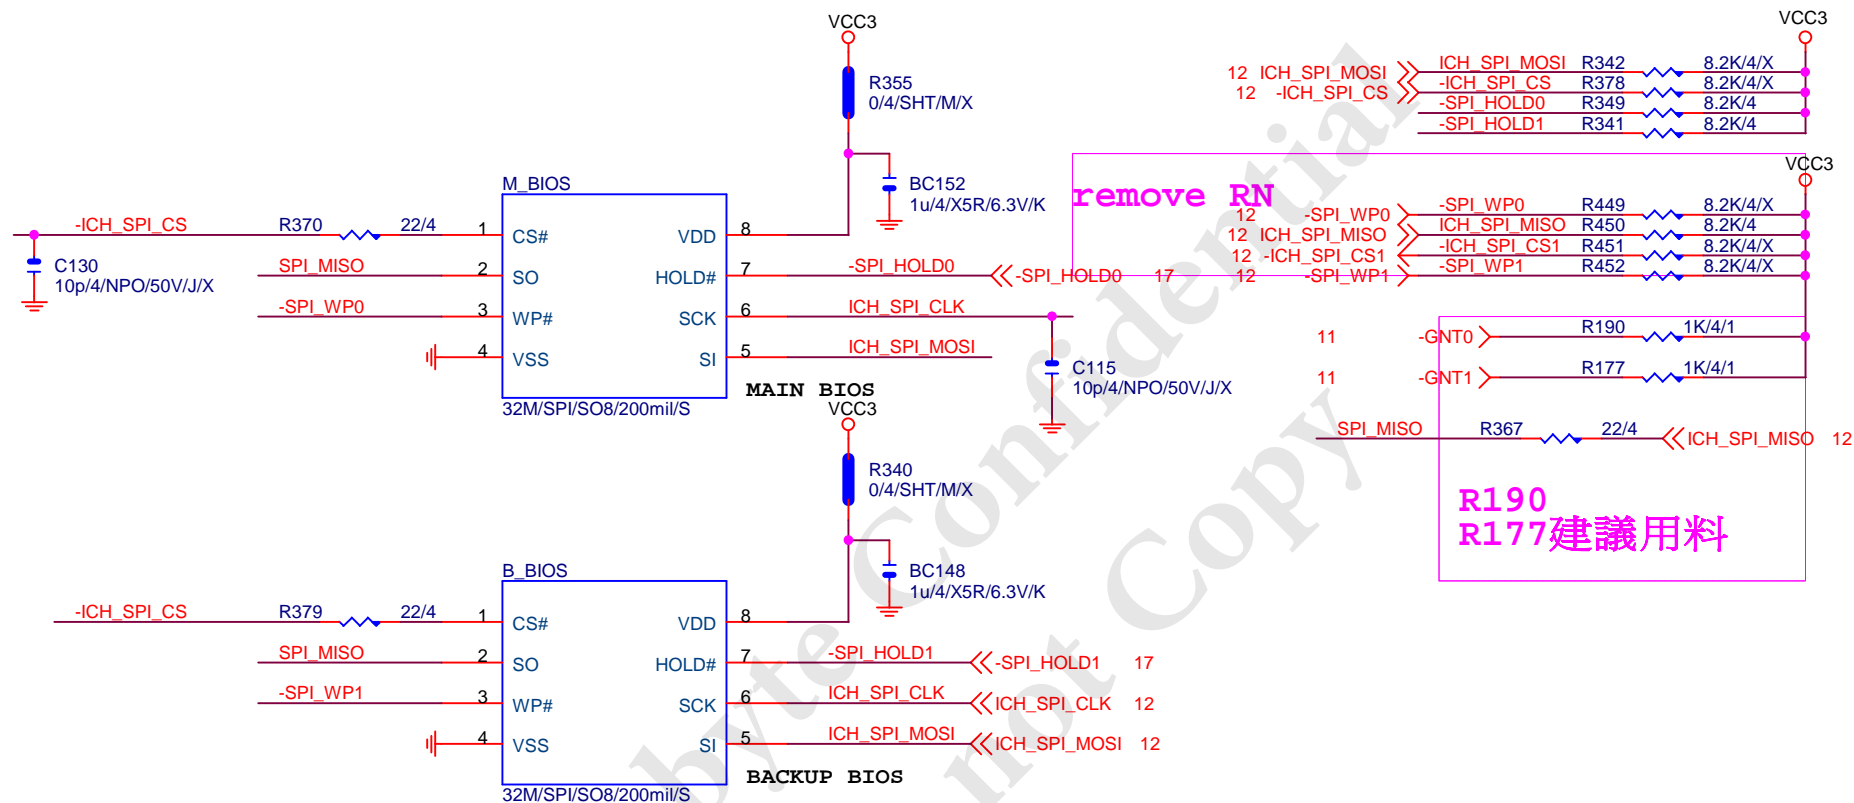 VCC3
R355
0/4/SHT/M/X
BC152
1u/4/X5R/6.3V/K
M_BIOS
-ICH_SPI_CS R370 22/4 1 CS# VDD 8
C130
10p/4/NPO/50V/J/X
SPI_MISO 2 SO HOLD# 7 -SPI_HOLD0 -SPI_HOLD0 17
-SPI_WP0 3 WP# SCK 6 ICH_SPI_CLK
4 VSS SI 5 ICH_SPI_MOSI
C115
10p/4/NPO/50V/J/X
MAIN BIOS
32M/SPI/SO8/200mil/S
VCC3
R340
0/4/SHT/M/X
BC148
1u/4/X5R/6.3V/K
B_BIOS
-ICH_SPI_CS R379 22/4 1 CS# VDD 8
SPI_MISO 2 SO HOLD# 7 -SPI_HOLD1 -SPI_HOLD1 17
-SPI_WP1 3 WP# SCK 6 ICH_SPI_CLK ICH_SPI_CLK 12
4 VSS SI 5 ICH_SPI_MOSI ICH_SPI_MOSI 12
BACKUP BIOS
32M/SPI/SO8/200mil/S
VCC3
12 ICH_SPI_MOSI ICH_SPI_MOSI R342 8.2K/4/X
12 -ICH_SPI_CS -ICH_SPI_CS R378 8.2K/4/X
-SPI_HOLD0 R349 8.2K/4
-SPI_HOLD1 R341 8.2K/4
VCC3
remove RN
12 -SPI_WP0 -SPI_WP0 R449 8.2K/4/X
12 ICH_SPI_MISO ICH_SPI_MISO R450 8.2K/4
12 -ICH_SPI_CS1 -ICH_SPI_CS1 R451 8.2K/4/X
12 -SPI_WP1 -SPI_WP1 R452 8.2K/4/X
11 -GNT0 R190 1K/4/1
11 -GNT1 R177 1K/4/1
SPI_MISO R367 22/4 ICH_SPI_MISO 12
R190
R177建議用料
byte Confidential
not Copy